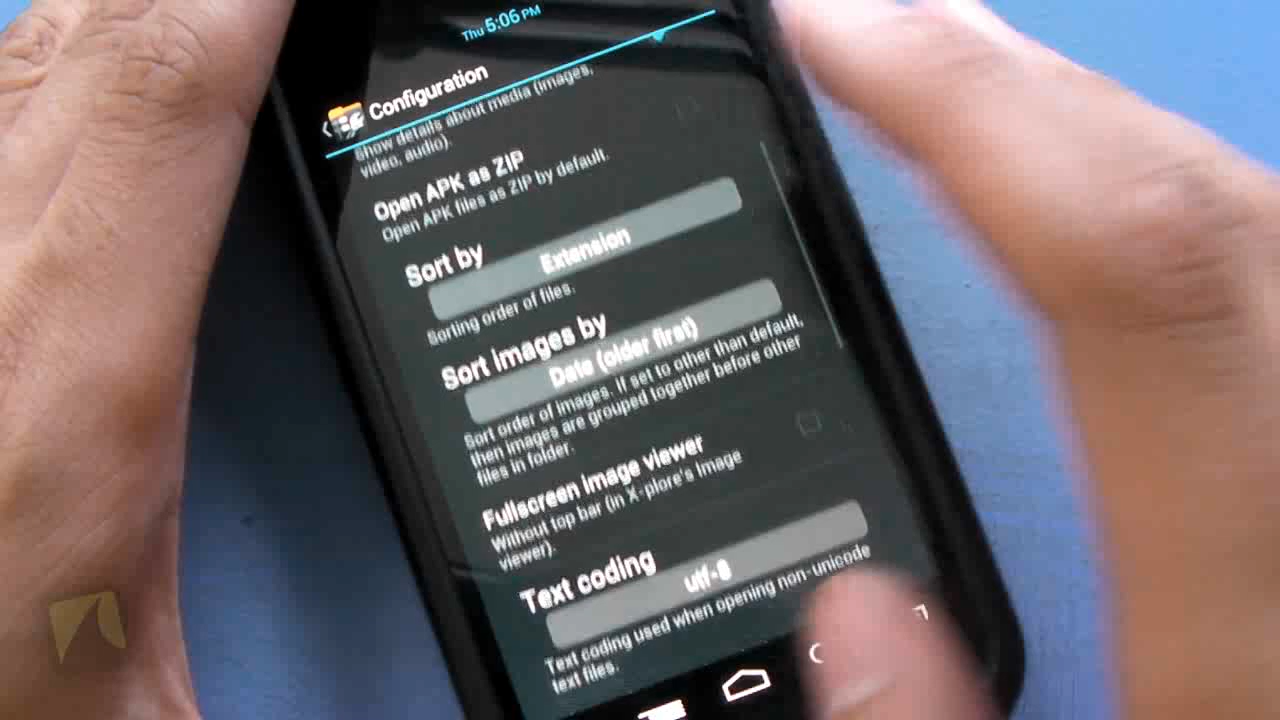 Thu 5:06 PM
Configuration
Show details about media (images,
video, audio).
Open APK as ZIP
Open APK files as ZIP by default.
Sort by
Extension
Sorting order of files.
Sort images by
Date (older first)
Sort order of images. If set to other than default,
then images are grouped together before other
files in folder.
Fullscreen image viewer
Without top bar (in X-plore's Image
viewer).
Text coding
utf-8
Text coding used when opening non-unicode
text files.